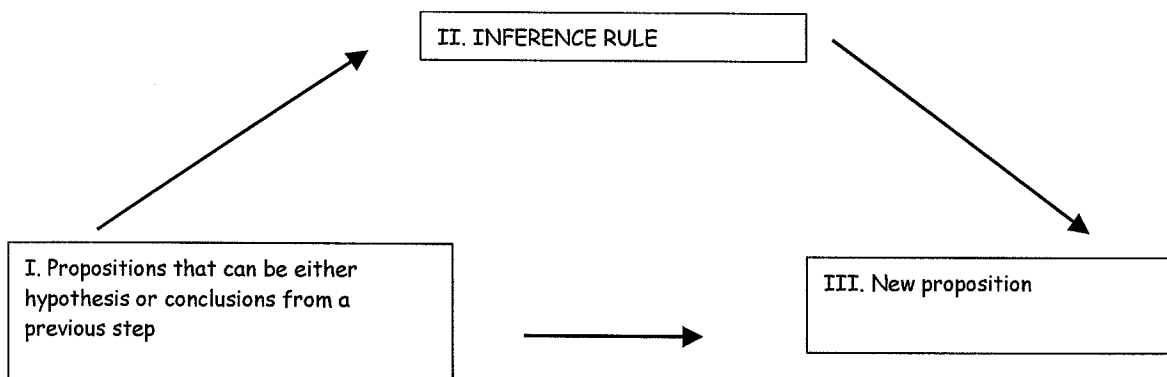 II. INFERENCE RULE
I. Propositions that can be either
hypothesis or conclusions from a
previous step
III. New proposition